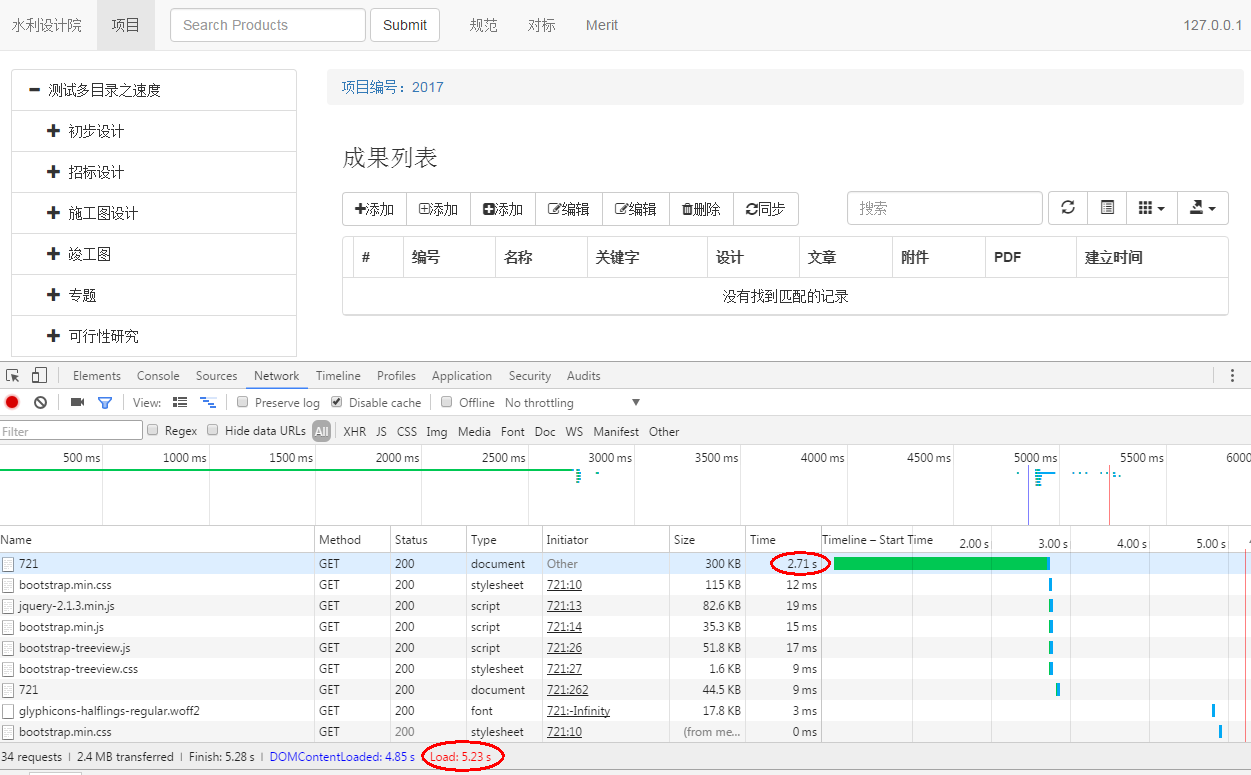 水利设计院 项目 Search Products Submit 规范 对标 Merit 127.0.0.1
测试多目录之速度
初步设计
招标设计
施工图设计
竣工图
专题
可行性研究
项目编号：2017
成果列表
添加 添加 添加 编辑 编辑 删除 同步 搜索
# 编号 名称 关键字 设计 文章 附件 PDF 建立时间
没有找到匹配的记录
Elements Console Sources Network Timeline Profiles Application Security Audits
View: Preserve log Disable cache Offline No throttling
Filter Regex Hide data URLs All XHR JS CSS Img Media Font Doc WS Manifest Other
500 ms 1000 ms 1500 ms 2000 ms 2500 ms 3000 ms 3500 ms 4000 ms 4500 ms 5000 ms 5500 ms 6000
Name Method Status Type Initiator Size Time Timeline – Start Time 2.00 s 3.00 s 4.00 s 5.00 s
721 GET 200 document Other 300 KB 2.71 s
bootstrap.min.css GET 200 stylesheet 721:10 115 KB 12 ms
jquery-2.1.3.min.js GET 200 script 721:13 82.6 KB 19 ms
bootstrap.min.js GET 200 script 721:14 35.3 KB 15 ms
bootstrap-treeview.js GET 200 script 721:26 51.8 KB 17 ms
bootstrap-treeview.css GET 200 stylesheet 721:27 1.6 KB 9 ms
721 GET 200 document 721:262 44.5 KB 9 ms
glyphicons-halflings-regular.woff2 GET 200 font 721:-Infinity 17.8 KB 3 ms
bootstrap.min.css GET 200 stylesheet 721:10 (from me... 0 ms
34 requests | 2.4 MB transferred | Finish: 5.28 s | DOMContentLoaded: 4.85 s | Load: 5.23 s